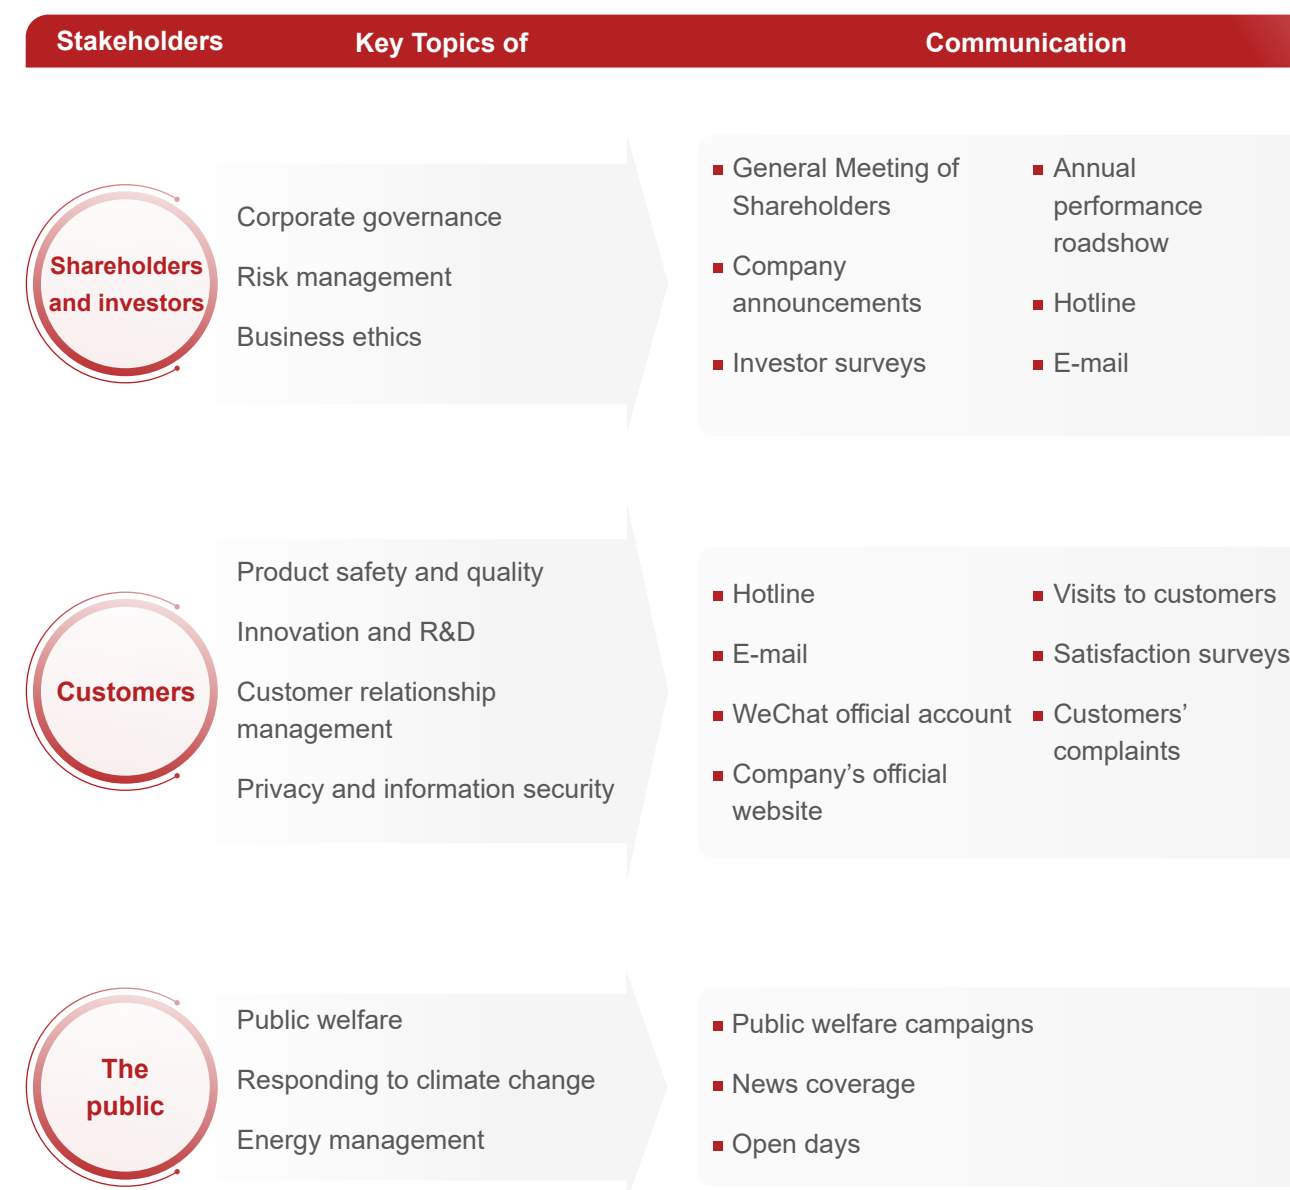 Stakeholders
Key Topics of
Communication
Shareholders
and investors
Corporate governance
Risk management
Business ethics
General Meeting of
Shareholders
Company
announcements
Investor surveys
Annual
performance
roadshow
Hotline
E-mail
Customers
Product safety and quality
Innovation and R&D
Customer relationship
management
Privacy and information security
Hotline
E-mail
WeChat official account
Company’s official
website
Visits to customers
Satisfaction surveys
Customers’
complaints
The
public
Public welfare
Responding to climate change
Energy management
Public welfare campaigns
News coverage
Open days